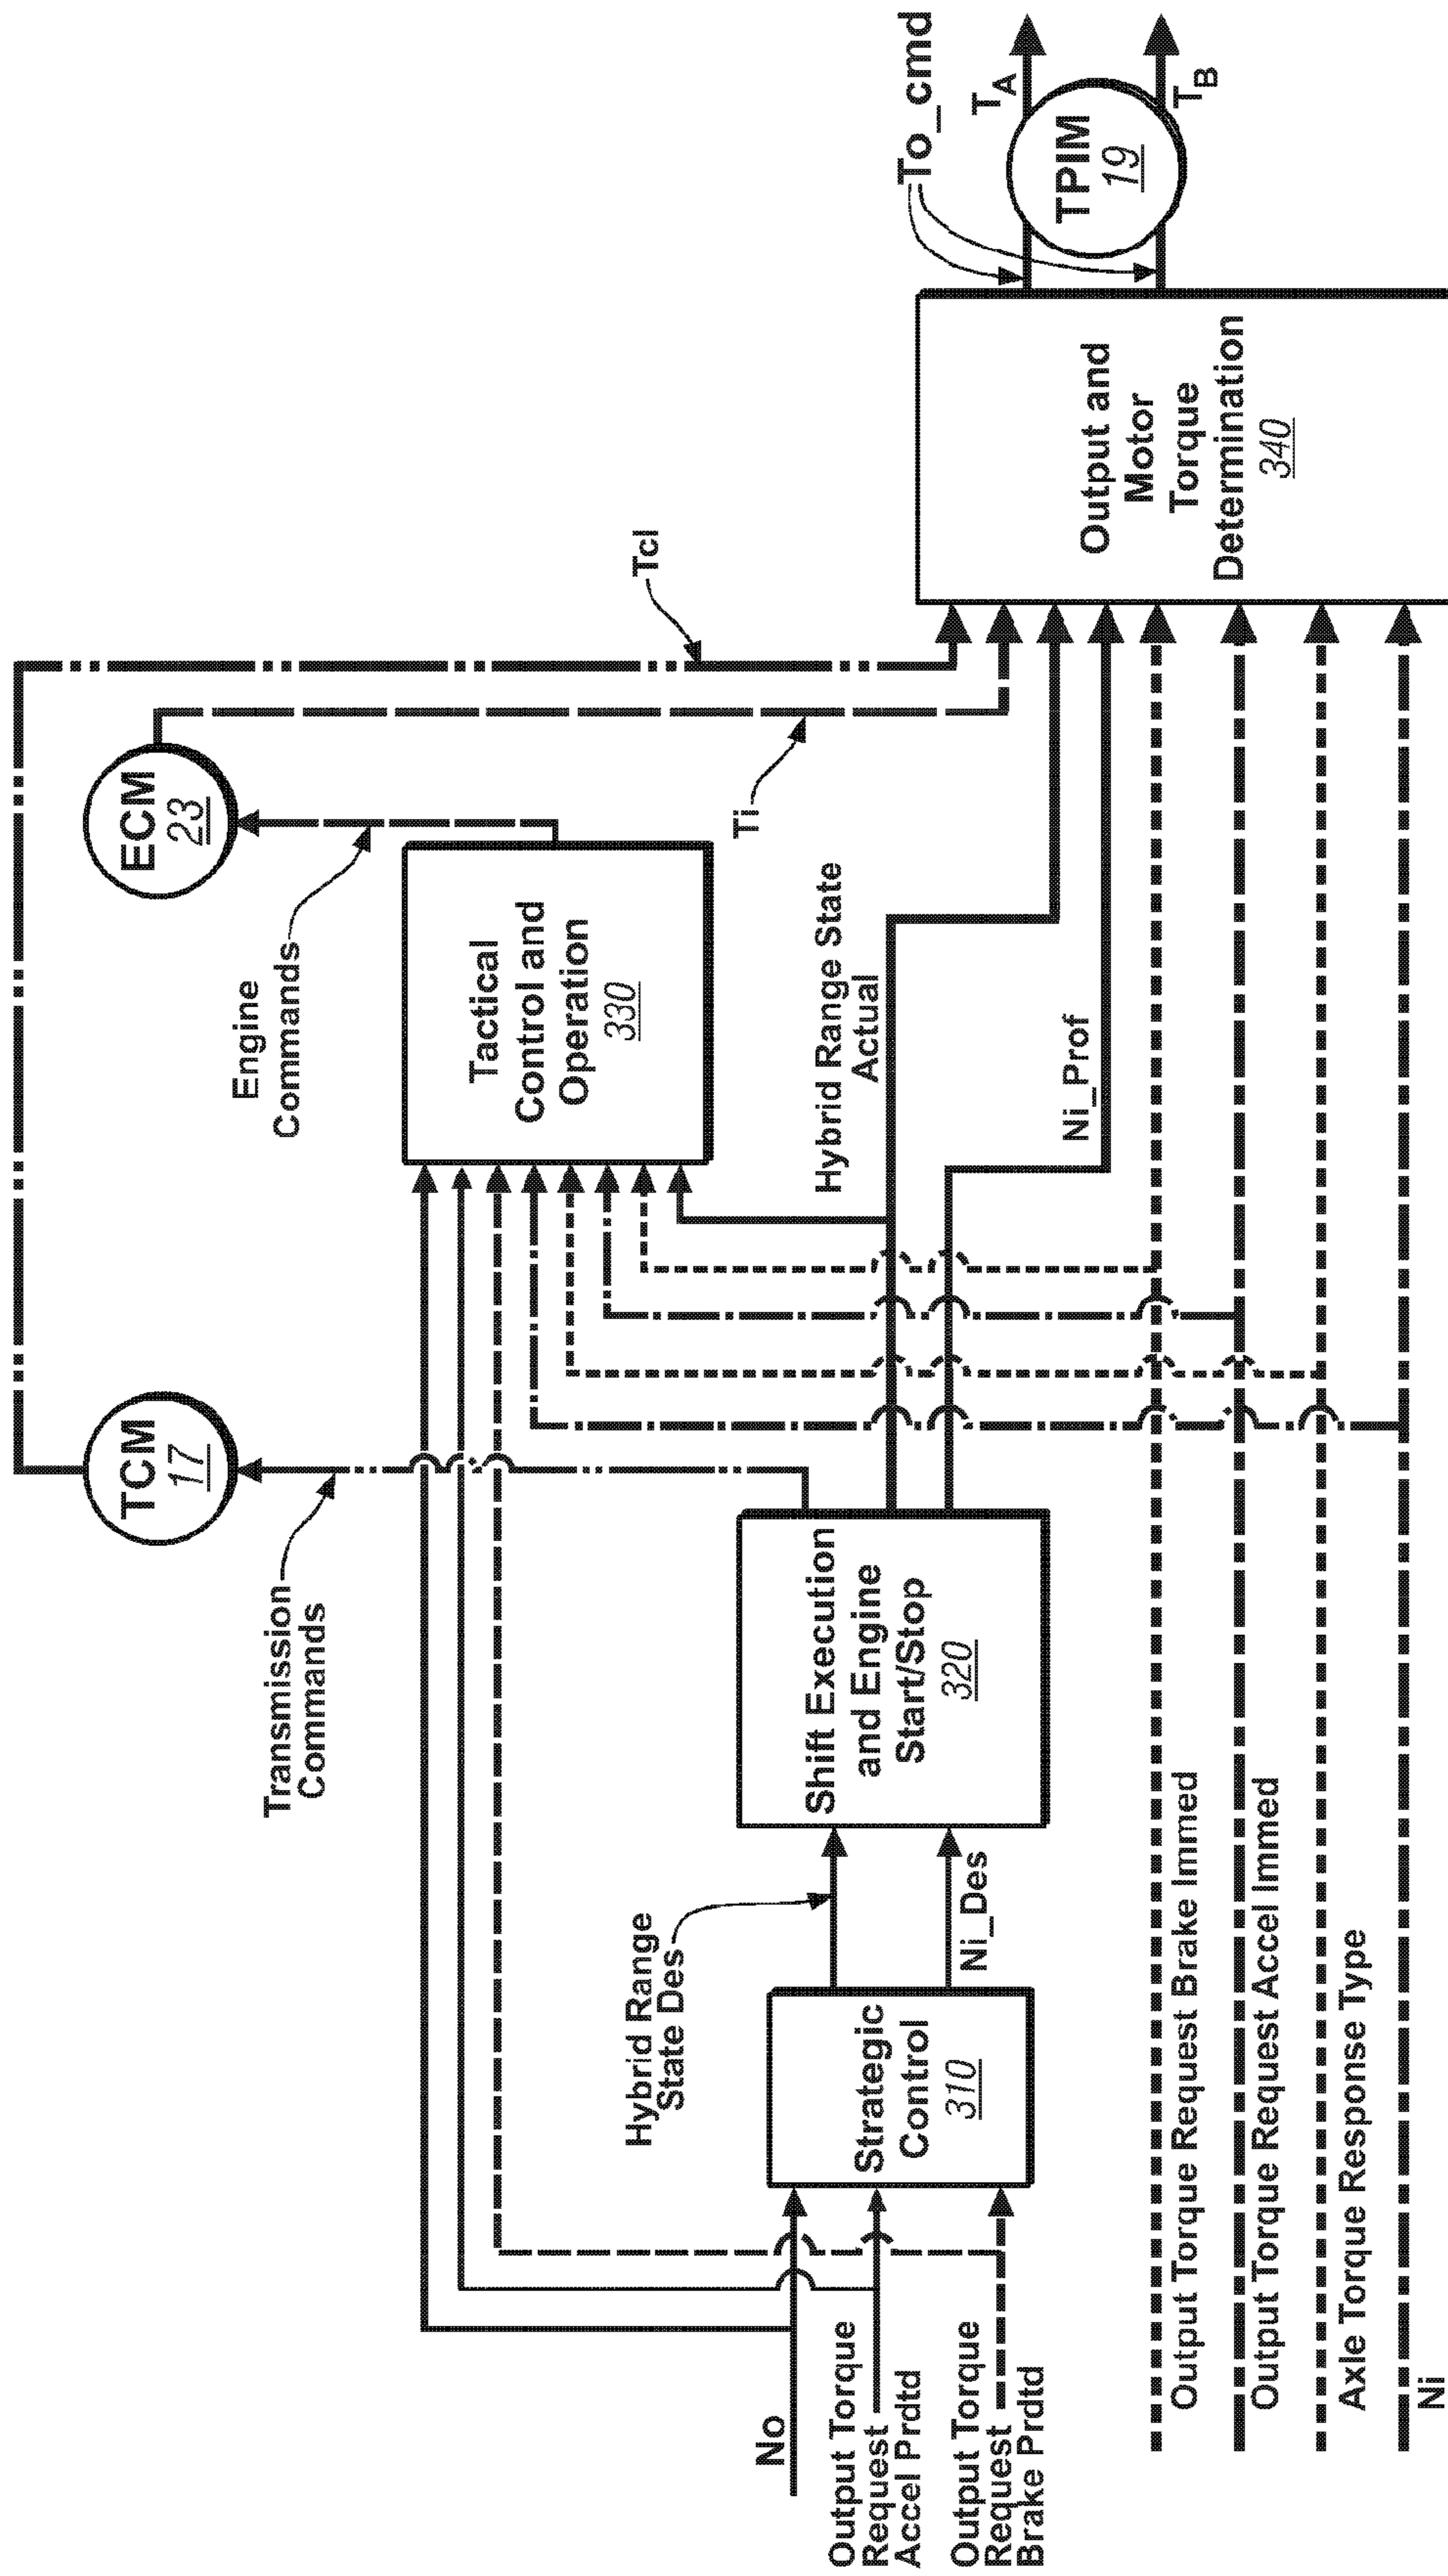 TCM
17
ECM
23
Transmission
Commands
Engine
Commands
Tactical
Control and
Operation
330
Tcl
Ti
Hybrid Range
State Des
Hybrid Range State
Actual
No
Output Torque
Request
Accel Prdtd
Output Torque
Request
Brake Prdtd
Strategic
Control
310
Ni_Des
Shift Execution
and Engine
Start/Stop
320
Ni_Prof
To_cmd
TPIM
19
TA
TB
Output and
Motor
Torque
Determination
340
Output Torque Request Brake Immed
Output Torque Request Accel Immed
Axle Torque Response Type
Ni